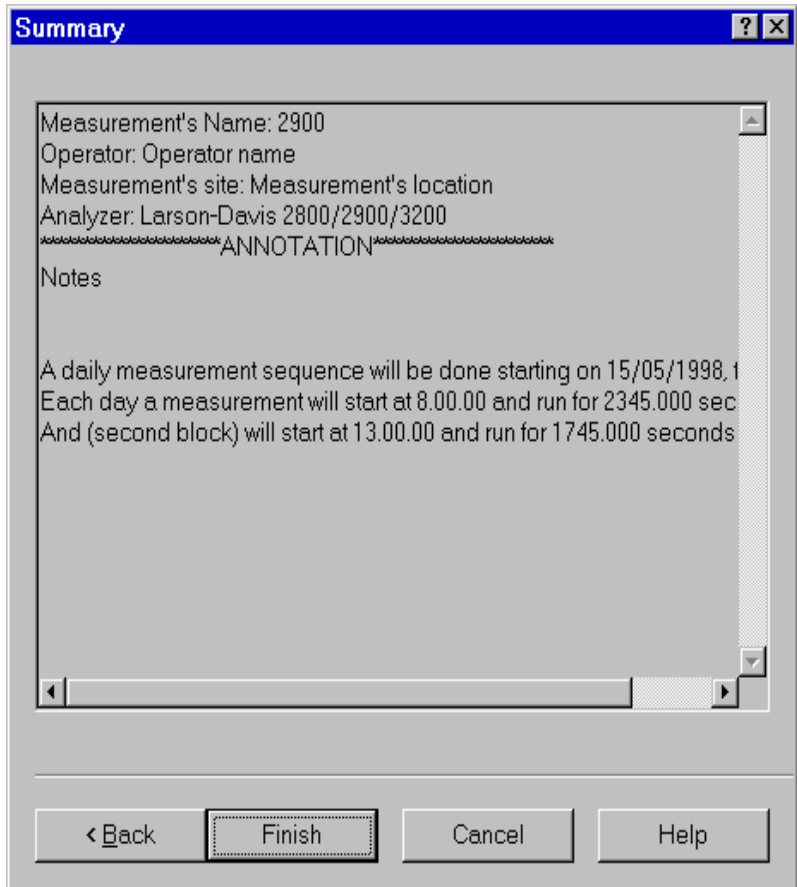 Summary
Measurement's Name: 2900
Operator: Operator name
Measurement's site: Measurement's location
Analyzer: Larson-Davis 2800/2900/3200
************************ANNOTATION************************
Notes
A daily measurement sequence will be done starting on 15/05/1998,
Each day a measurement will start at 8.00.00 and run for 2345.000 sec
And (second block) will start at 13.00.00 and run for 1745.000 seconds
< Back Finish Cancel Help